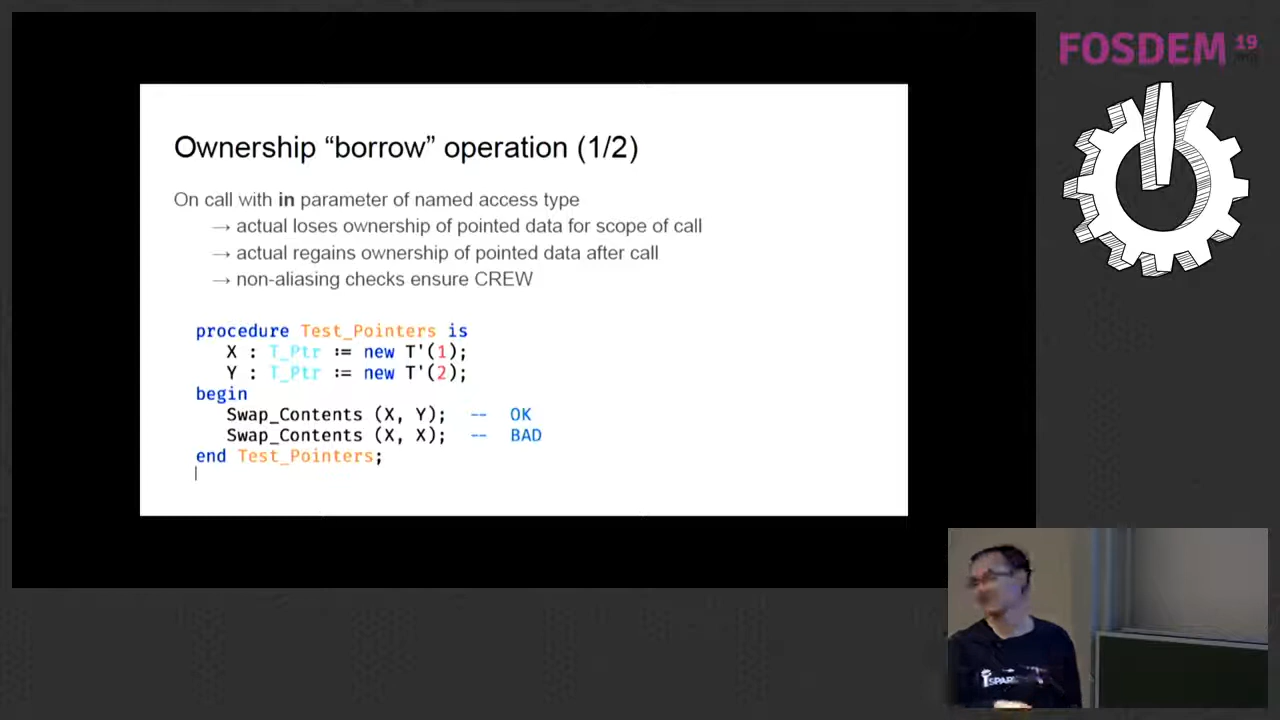 FOSDEM 19
Ownership “borrow” operation (1/2)
On call with in parameter of named access type
→ actual loses ownership of pointed data for scope of call
→ actual regains ownership of pointed data after call
→ non-aliasing checks ensure CREW
procedure Test_Pointers is
X : T_Ptr := new T'(1);
Y : T_Ptr := new T'(2);
begin
Swap_Contents (X, Y); -- OK
Swap_Contents (X, X); -- BAD
end Test_Pointers;